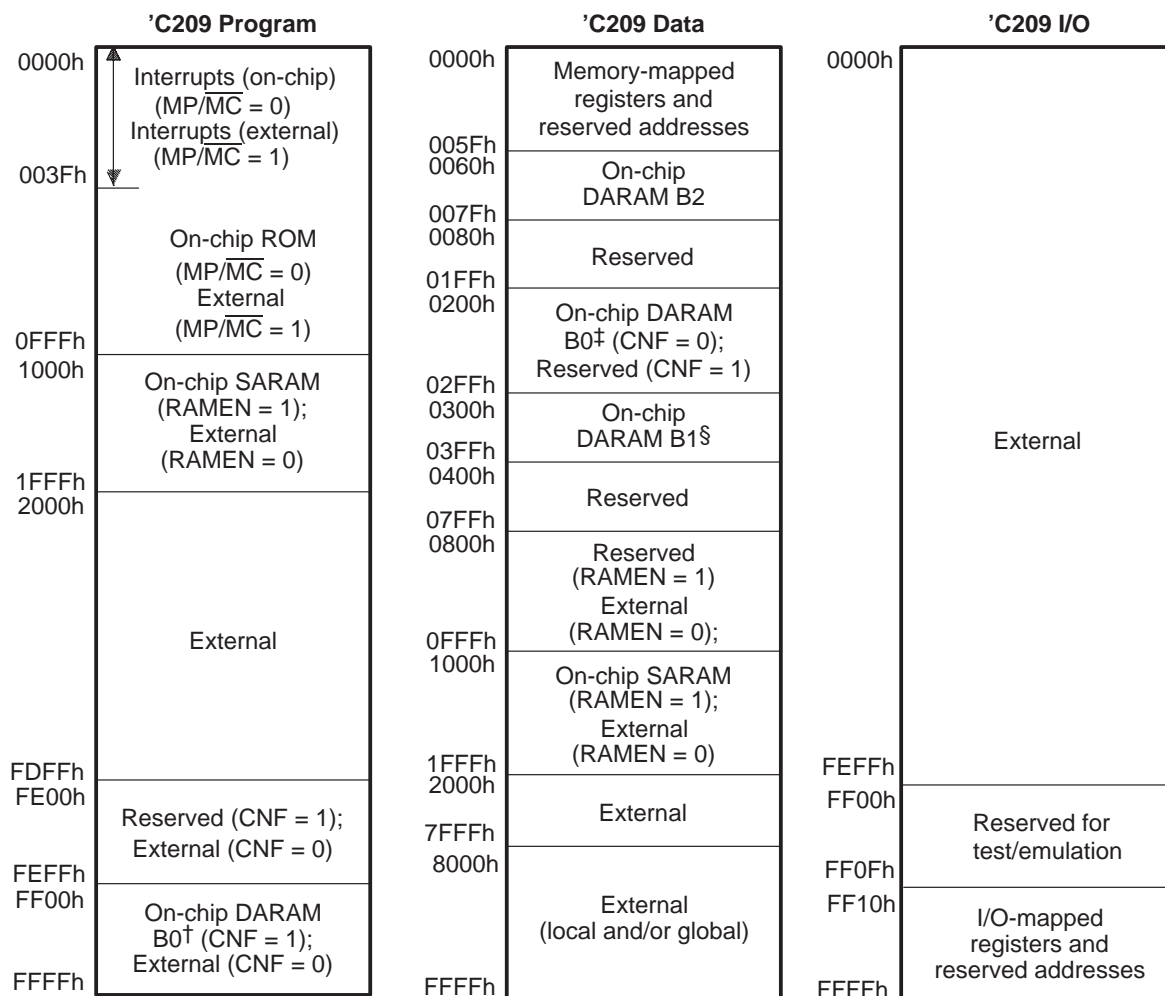 'C209 Program
0000h
Interrupts (on-chip)
(MP/MC = 0)
Interrupts (external)
(MP/MC = 1)
003Fh
On-chip ROM
(MP/MC = 0)
External
(MP/MC = 1)
0FFFh
1000h
On-chip SARAM
(RAMEN = 1);
External
(RAMEN = 0)
1FFFh
2000h
External
FDFFh
FE00h
Reserved (CNF = 1);
External (CNF = 0)
FEFFh
FF00h
On-chip DARAM
B0† (CNF = 1);
External (CNF = 0)
FFFFh
'C209 Data
0000h
Memory-mapped
registers and
reserved addresses
005Fh
0060h
On-chip
DARAM B2
007Fh
0080h
Reserved
01FFh
0200h
On-chip DARAM
B0‡ (CNF = 0);
Reserved (CNF = 1)
02FFh
0300h
On-chip
DARAM B1§
03FFh
0400h
Reserved
07FFh
0800h
Reserved
(RAMEN = 1)
External
(RAMEN = 0);
0FFFh
1000h
On-chip SARAM
(RAMEN = 1);
External
(RAMEN = 0)
1FFFh
2000h
External
7FFFh
8000h
External
(local and/or global)
FFFFh
'C209 I/O
0000h
External
FEFFh
FF00h
Reserved for
test/emulation
FF0Fh
FF10h
I/O-mapped
registers and
reserved addresses
FFFFh